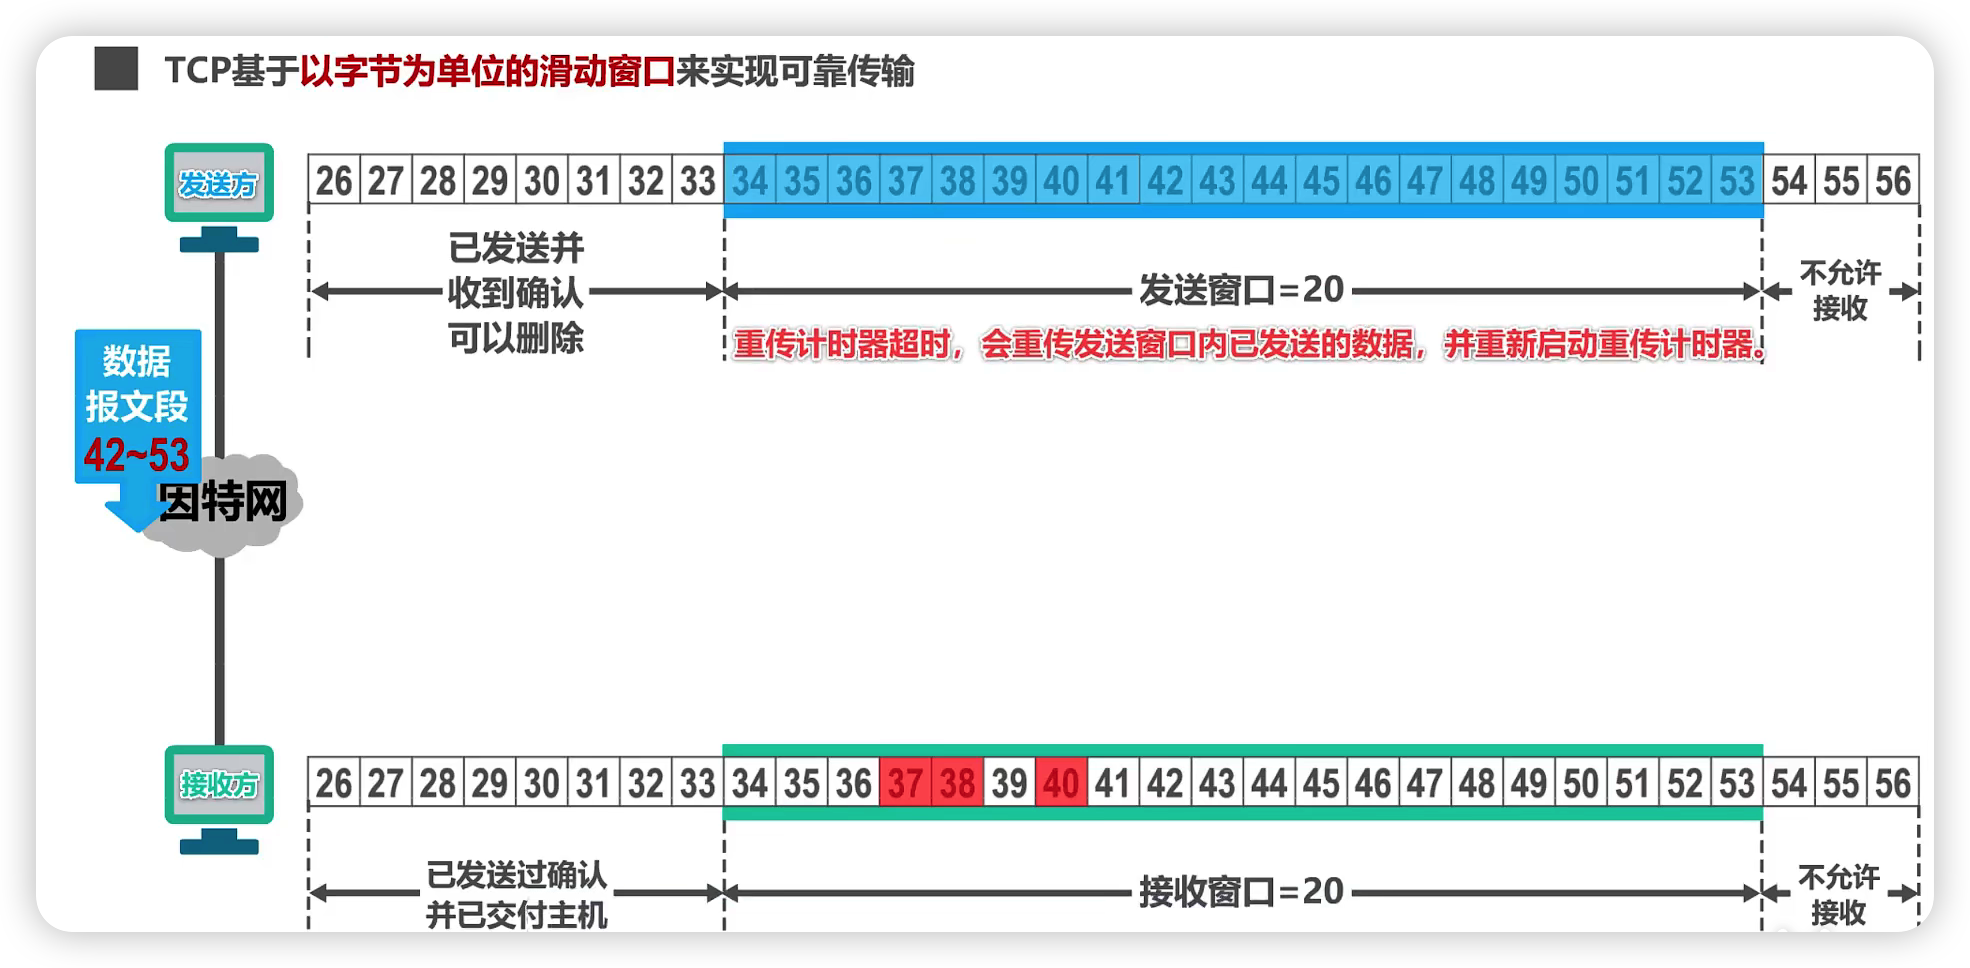 TCP基于以字节为单位的滑动窗口来实现可靠传输
发送方
26 27 28 29 30 31 32 33 34 35 36 37 38 39 40 41 42 43 44 45 46 47 48 49 50 51 52 53 54 55 56
已发送并
收到确认
可以删除
发送窗口=20
不允许
接收
重传计时器超时，会重传发送窗口内已发送的数据，并重新启动重传计时器。
数据
报文段
42~53
因特网
接收方
26 27 28 29 30 31 32 33 34 35 36 37 38 39 40 41 42 43 44 45 46 47 48 49 50 51 52 53 54 55 56
已发送过确认
并已交付主机
接收窗口=20
不允许
接收